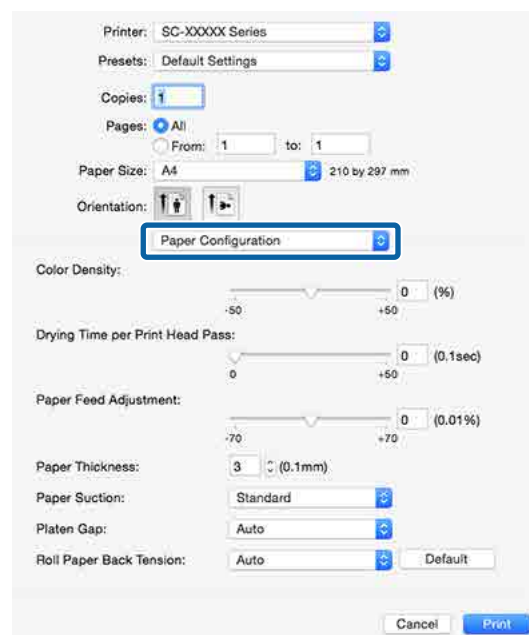 Printer: SC-XXXXX Series
Presets: Default Settings
Copies: 1
Pages: All
From: 1 to: 1
Paper Size: A4 210 by 297 mm
Orientation:
Paper Configuration
Color Density:
0 (%)
-50 +50
Drying Time per Print Head Pass:
0 (0.1sec)
0 +50
Paper Feed Adjustment:
0 (0.01%)
-70 +70
Paper Thickness: 3 (0.1mm)
Paper Suction: Standard
Platen Gap: Auto
Roll Paper Back Tension: Auto Default
Cancel Print